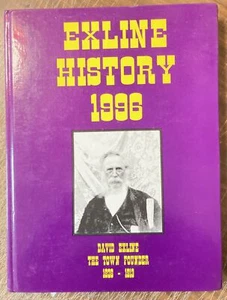 EXLINE
HISTORY
1996
DAVID EXLINE
THE TOWN FOUNDER